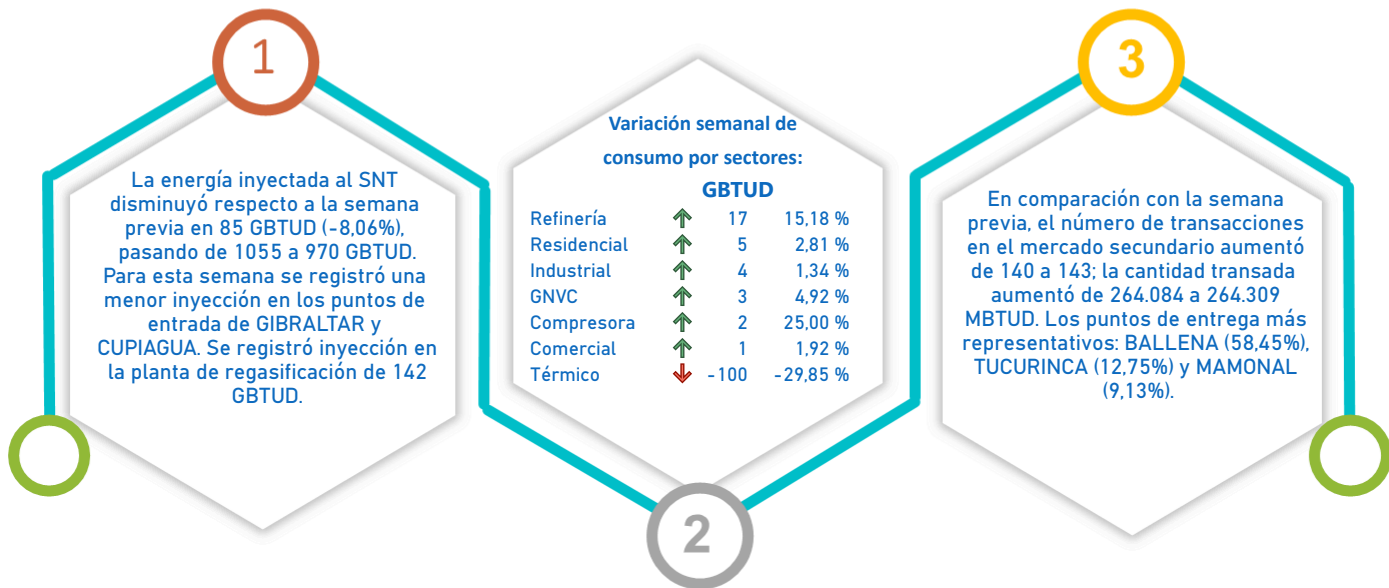 1
La energía inyectada al SNT
disminuyó respecto a la semana
previa en 85 GBTUD (-8,06%),
pasando de 1055 a 970 GBTUD.
Para esta semana se registró una
menor inyección en los puntos de
entrada de GIBRALTAR y
CUPIAGUA. Se registró inyección en
la planta de regasificación de 142
GBTUD.
2
Variación semanal de
consumo por sectores:
GBTUD
Refinería 17 15,18 %
Residencial 5 2,81 %
Industrial 4 1,34 %
GNVC 3 4,92 %
Compresora 2 25,00 %
Comercial 1 1,92 %
Térmico -100 -29,85 %
3
En comparación con la semana
previa, el número de transacciones
en el mercado secundario aumentó
de 140 a 143; la cantidad transada
aumentó de 264.084 a 264.309
MBTUD. Los puntos de entrega más
representativos: BALLENA (58,45%),
TUCURINCA (12,75%) y MAMONAL
(9,13%).